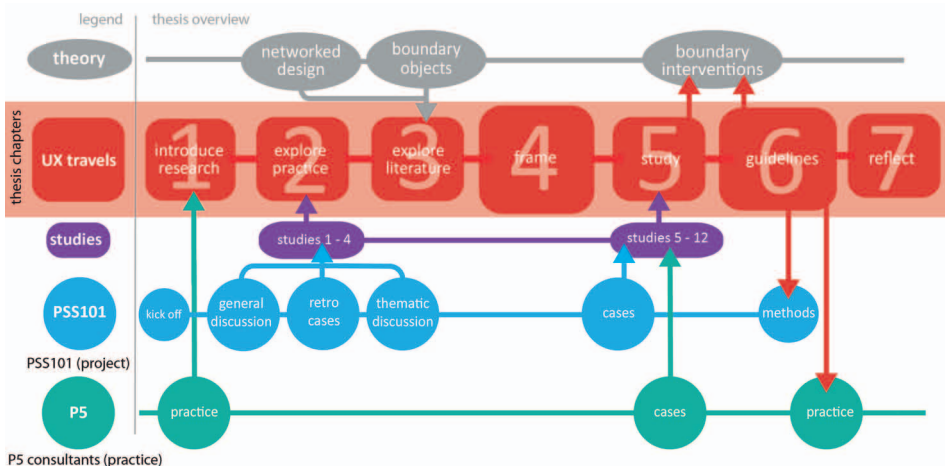 legend
thesis overview
theory
networked
design
boundary
objects
boundary
interventions
thesis chapters
UX travels
1
introduce
research
2
explore
practice
3
explore
literature
4
frame
5
study
6
guidelines
7
reflect
studies
studies 1 - 4
studies 5 - 12
PSS101
kick off
general
discussion
retro
cases
thematic
discussion
cases
methods
PSS101 (project)
P5
practice
cases
practice
P5 consultants (practice)